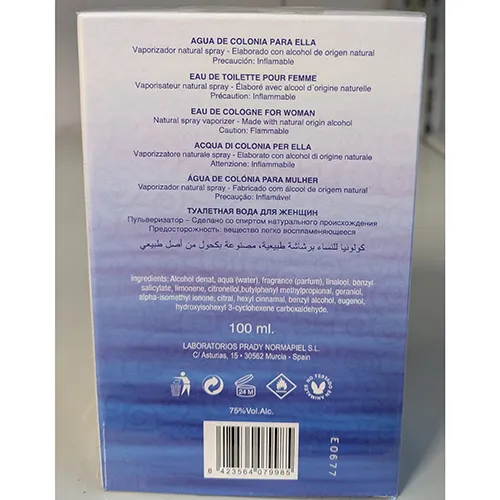 AGUA DE COLONIA PARA ELLA
Vaporizador natural spray - Elaborado con alcohol de origen natural
Precaución: Inflamable
EAU DE TOILETTE POUR FEMME
Vaporisateur natural spray - Élaboré avec alcool d´origine naturelle
Précaution: Inflammable
EAU DE COLOGNE FOR WOMAN
Natural spray vaporizer - Made with natural origin alcohol
Caution: Flammable
ACQUA DI COLONIA PER ELLA
Vaporizzatore naturale spray - Elaborato con alcohol di origine naturale
Attenzione: Inflamabile
ÁGUA DE COLÓNIA PARA MULHER
Vaporizador natural spray - Fabricado com álcool de origem natural
Precaução: Inflamável
ТУАЛЕТНАЯ ВОДА ДЛЯ ЖЕНЩИН
Пульверизатор – Сделано со спиртом натурального происхождения
Предосторожность: вещество легко воспламеняющееся
كولونيا للنساء برشاشة طبيعية، مصنوعة بكحول من أصل طبيعي
Ingredients: Alcohol denat, aqua (water), fragrance (parfum), linalool, benzyl
salicylate, limonene, citronellol,butylphenyl methylpropional, geraniol,
alpha-isomethyl ionone, citral, hexyl cinnamal, benzyl alcohol, eugenol,
hydroxyisohexyl 3-cyclohexene carboxaldehyde.
100 ml.
LABORATORIOS PRADY NORMAPIEL S.L.
C/ Asturias, 15 • 30562 Murcia - Spain
24 M
NO TESTADO EN ANIMALES
75%Vol.Alc.
8 423564 079985
E0677